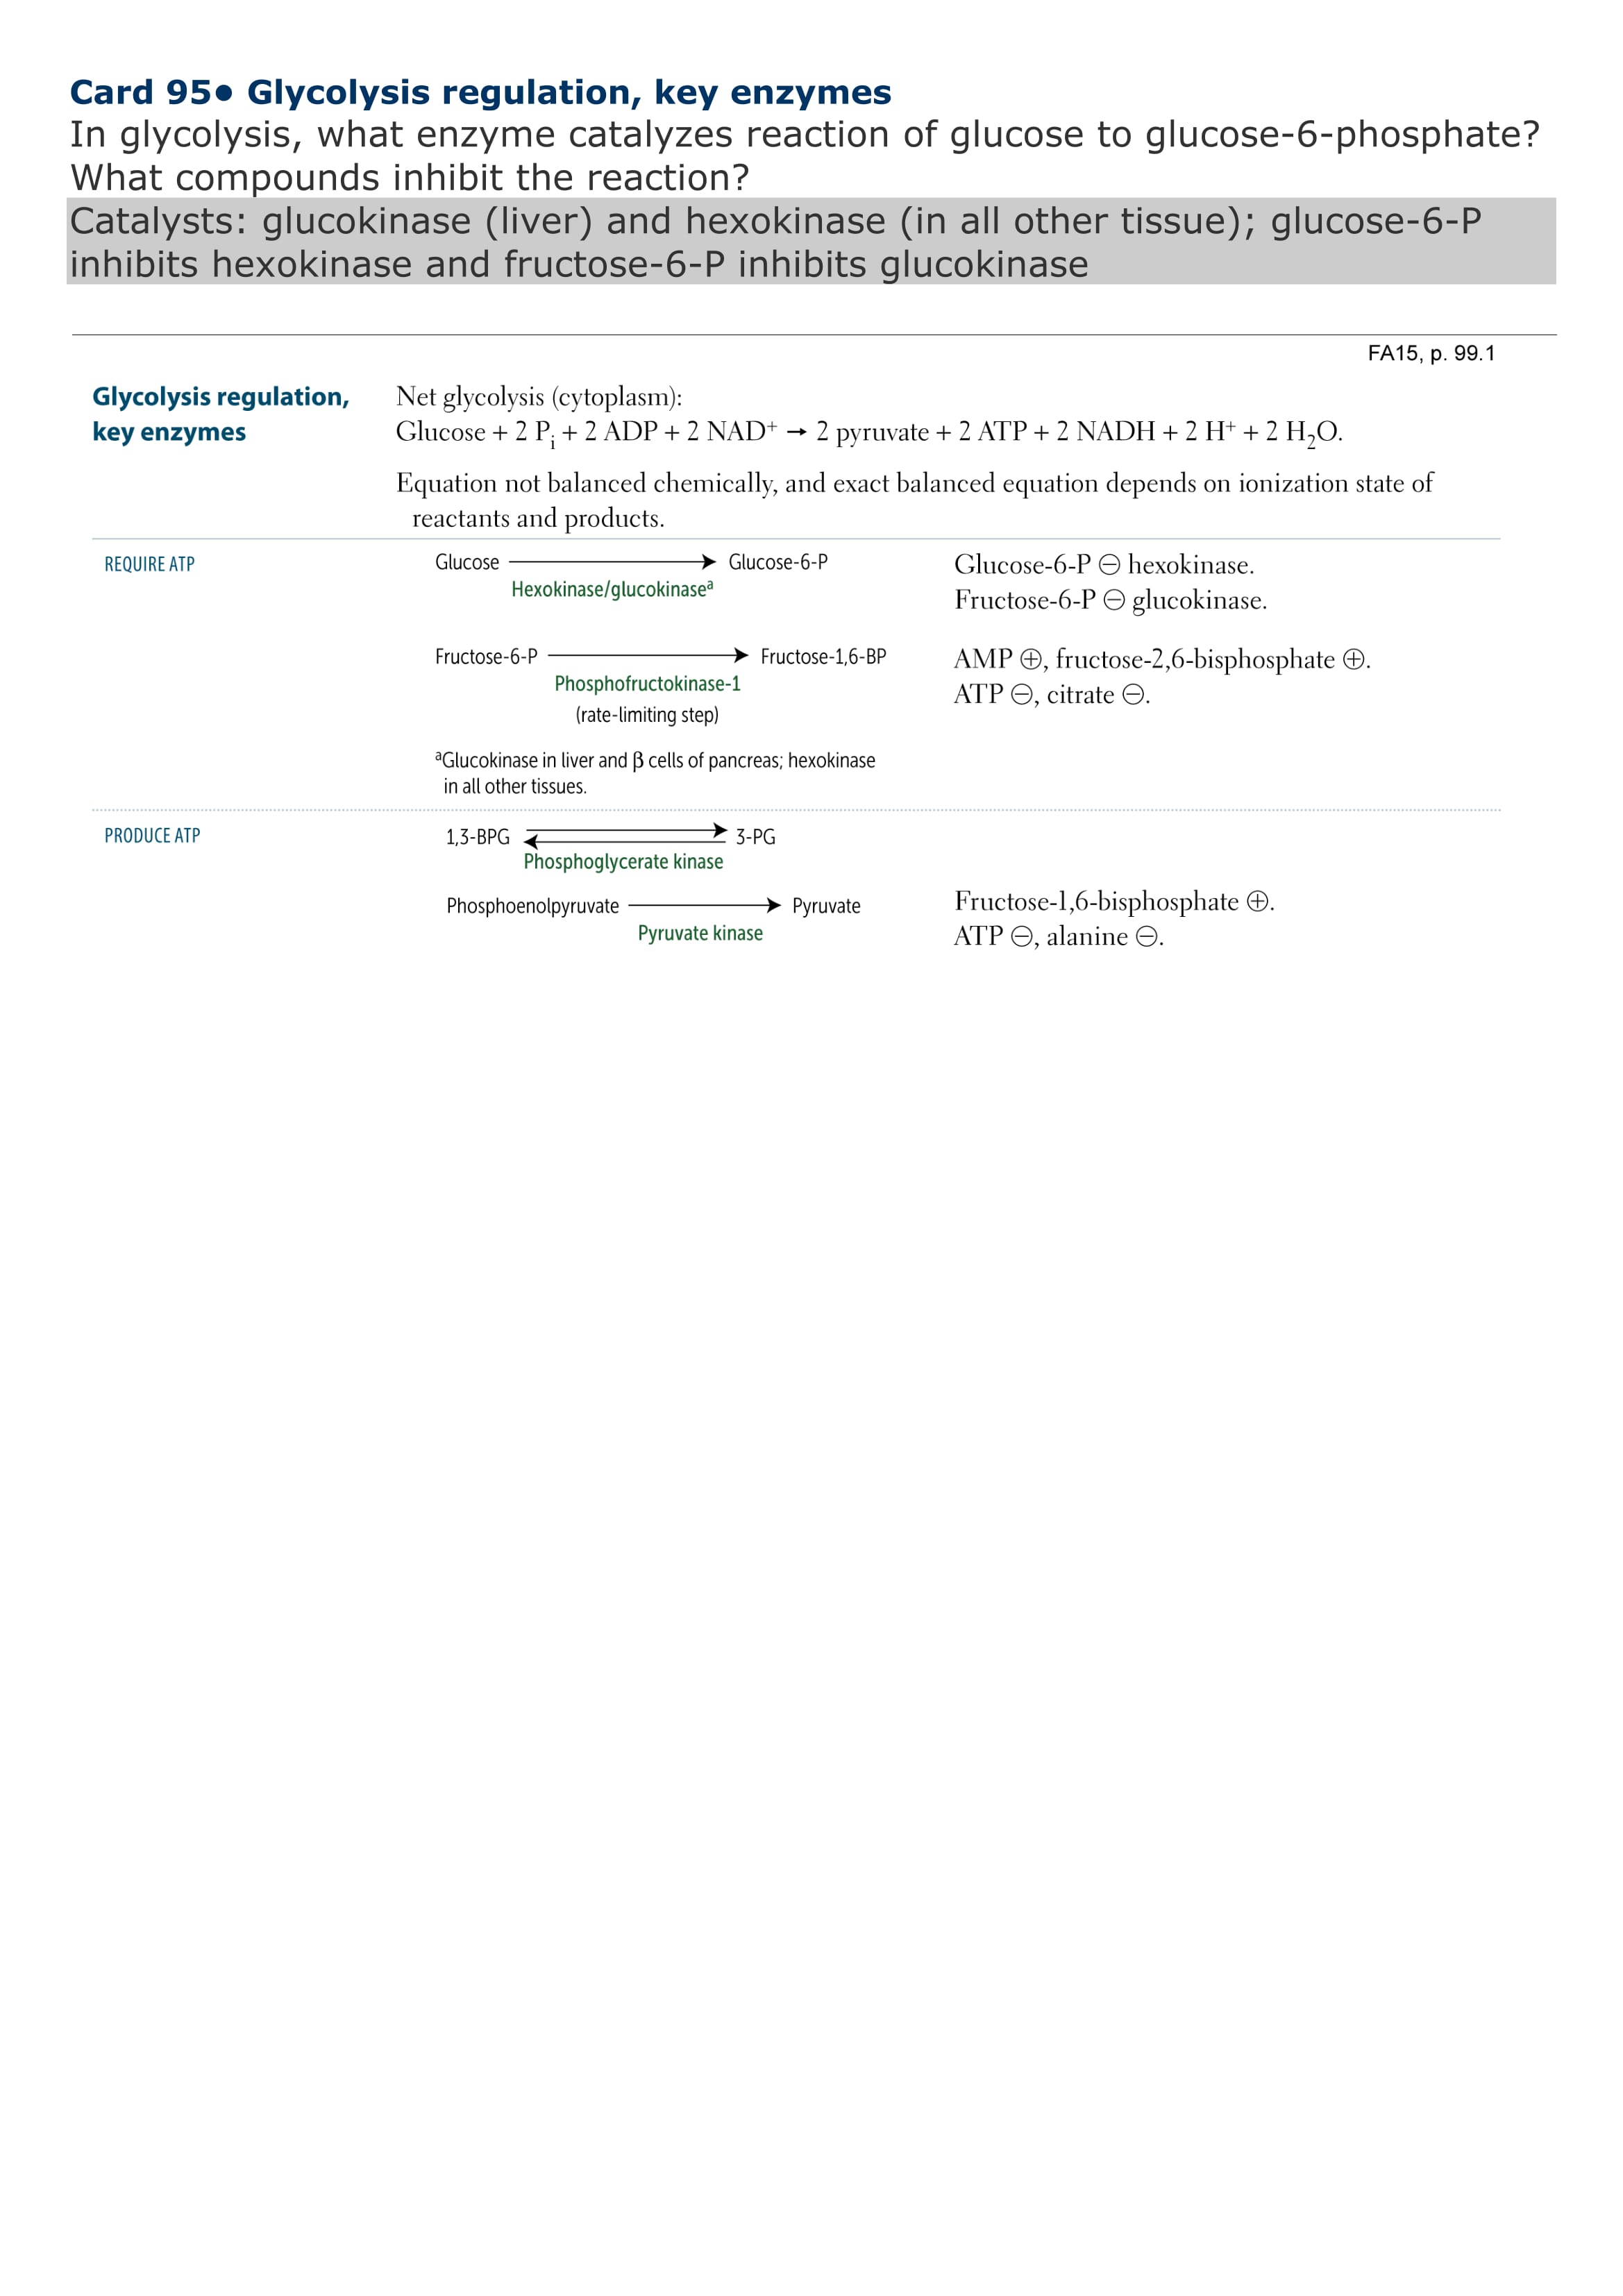 Card 95● Glycolysis regulation, key enzymes
In glycolysis, what enzyme catalyzes reaction of glucose to glucose-6-phosphate?
What compounds inhibit the reaction?
Catalysts: glucokinase (liver) and hexokinase (in all other tissue); glucose-6-P
inhibits hexokinase and fructose-6-P inhibits glucokinase
FA15, p. 99.1
Glycolysis regulation,
key enzymes
Net glycolysis (cytoplasm):
Glucose + 2 Pᵢ + 2 ADP + 2 NAD⁺ → 2 pyruvate + 2 ATP + 2 NADH + 2 H⁺ + 2 H₂O.
Equation not balanced chemically, and exact balanced equation depends on ionization state of
reactants and products.
REQUIRE ATP
Glucose → Glucose-6-P
Hexokinase/glucokinaseᵃ
Glucose-6-P ⊖ hexokinase.
Fructose-6-P ⊖ glucokinase.
Fructose-6-P → Fructose-1,6-BP
Phosphofructokinase-1
(rate-limiting step)
AMP ⊕, fructose-2,6-bisphosphate ⊕.
ATP ⊖, citrate ⊖.
ᵃGlucokinase in liver and β cells of pancreas; hexokinase
in all other tissues.
PRODUCE ATP
1,3-BPG ⇄ 3-PG
Phosphoglycerate kinase
Phosphoenolpyruvate → Pyruvate
Pyruvate kinase
Fructose-1,6-bisphosphate ⊕.
ATP ⊖, alanine ⊖.